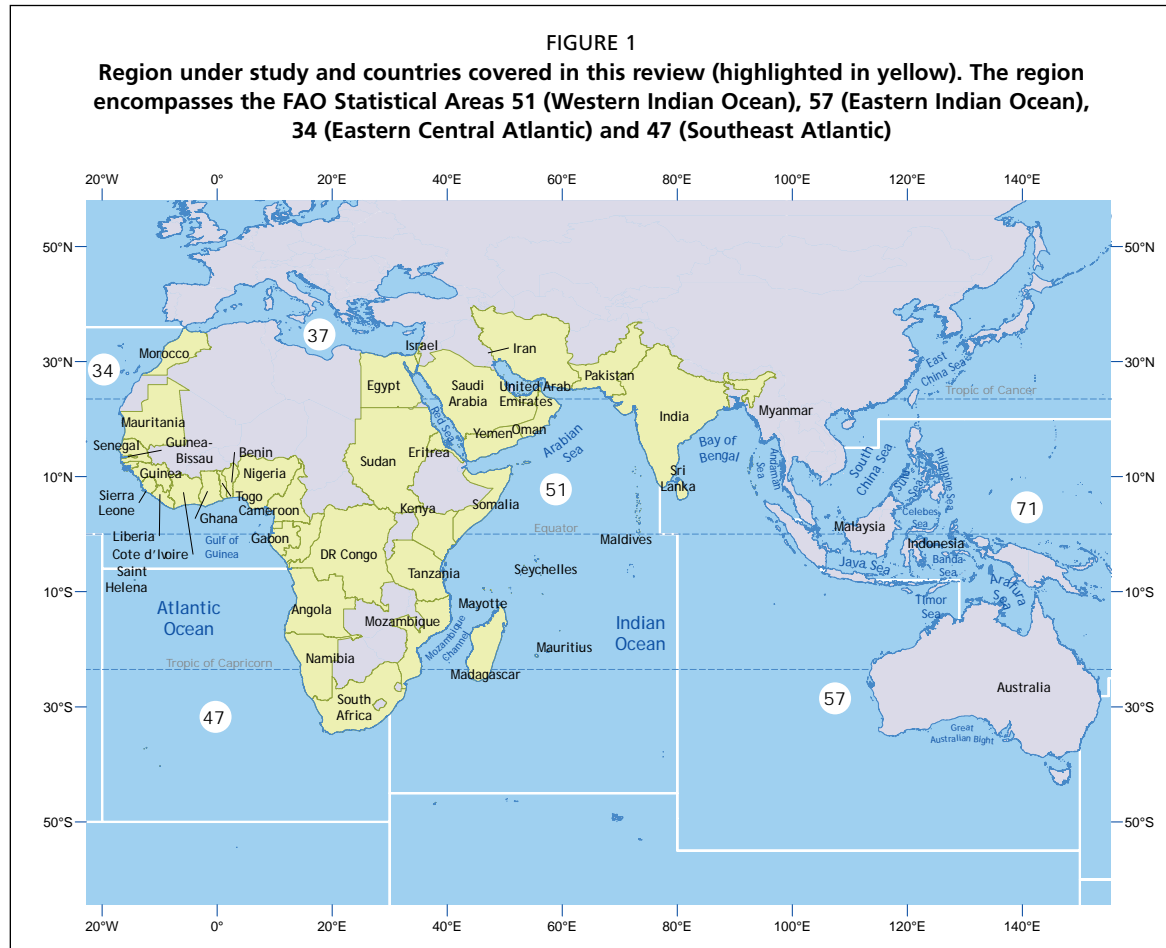 FIGURE 1
Region under study and countries covered in this review (highlighted in yellow). The region
encompasses the FAO Statistical Areas 51 (Western Indian Ocean), 57 (Eastern Indian Ocean),
34 (Eastern Central Atlantic) and 47 (Southeast Atlantic)
20°W 0° 20°E 40°E 60°E 80°E 100°E 120°E 140°E
50°N 50°N
37
Morocco
Israel
Iran
East
China Sea
30°N 30°N
34
Pakistan
Egypt
Saudi
Arabia
United Arab
Emirates
Tropic of Cancer
Mauritania
Red Sea
India
Myanmar
Senegal
Guinea-
Bissau
Benin
Yemen
Oman
Arabian
Sea
Bay of
Bengal
Andaman
Sea
South
China Sea
Philippine Sea
Guinea
Nigeria
Sudan
Eritrea
10°N 10°N
Sri
Lanka
Sulu
Sea
51
71
Sierra
Leone
Togo
Ghana
Cameroon
Kenya
Somalia
Celebes
Sea
Malaysia
Equator
Liberia
Gulf of
Guinea
Gabon
Maldives
Indonesia
Cote d'Ivoire
DR Congo
Banda-
Sea
Java Sea
Saint
Helena
Tanzania
Seychelles
Arafura
Sea
10°S 10°S
Atlantic
Ocean
Angola
Mayotte
Timor
Sea
Mozambique
Mozambique
Channel
Indian
Ocean
Mauritius
Namibia
Tropic of Capricorn
Madagascar
Australia
South
Africa
47
57
30°S 30°S
Great
Australian Bight
50°S 50°S
20°W 0° 20°E 40°E 60°E 80°E 100°E 120°E 140°E